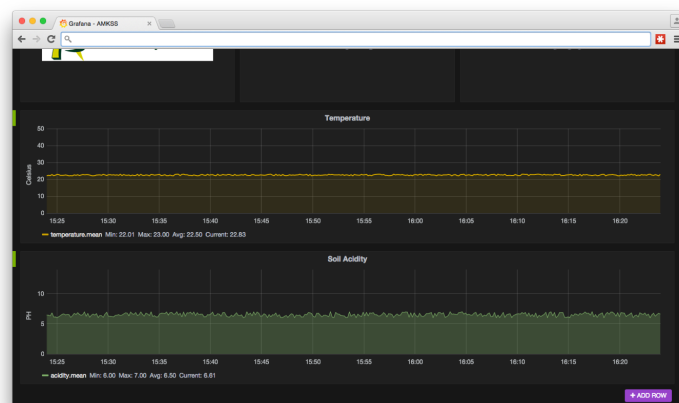 Grafana - AMKSS
Temperature
Celsius
50
40
30
20
10
0
15:25 15:30 15:35 15:40 15:45 15:50 15:55 16:00 16:05 16:10 16:15 16:20
temperature.mean Min: 22.01 Max: 23.00 Avg: 22.50 Current: 22.83
Soil Acidity
PH
10
5
0
15:25 15:30 15:35 15:40 15:45 15:50 15:55 16:00 16:05 16:10 16:15 16:20
acidity.mean Min: 6.00 Max: 7.00 Avg: 6.50 Current: 6.61
+ ADD ROW